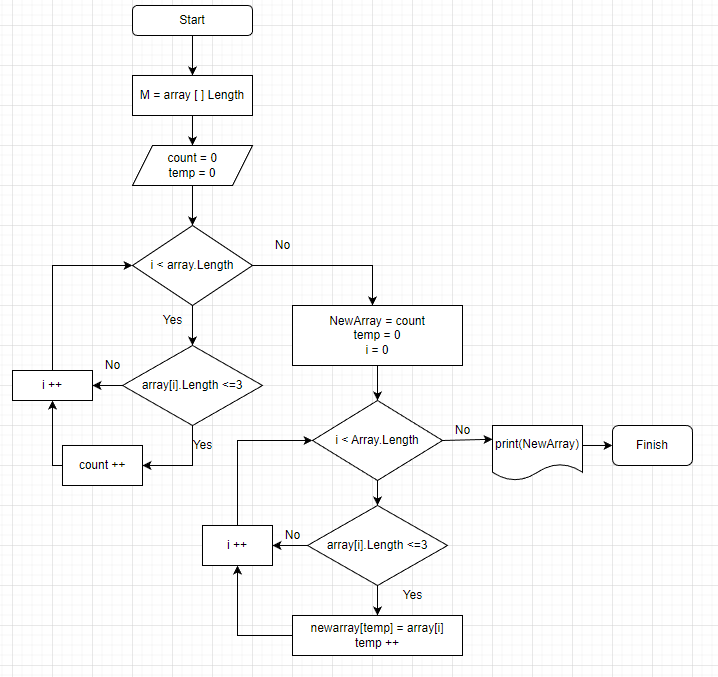 Start
M = array [ ] Length
count = 0
temp = 0
i < array.Length
No
Yes
NewArray = count
temp = 0
i = 0
No
i ++
array[i].Length <=3
Yes
count ++
i < Array.Length
No
print(NewArray)
Finish
No
i ++
array[i].Length <=3
Yes
newarray[temp] = array[i]
temp ++